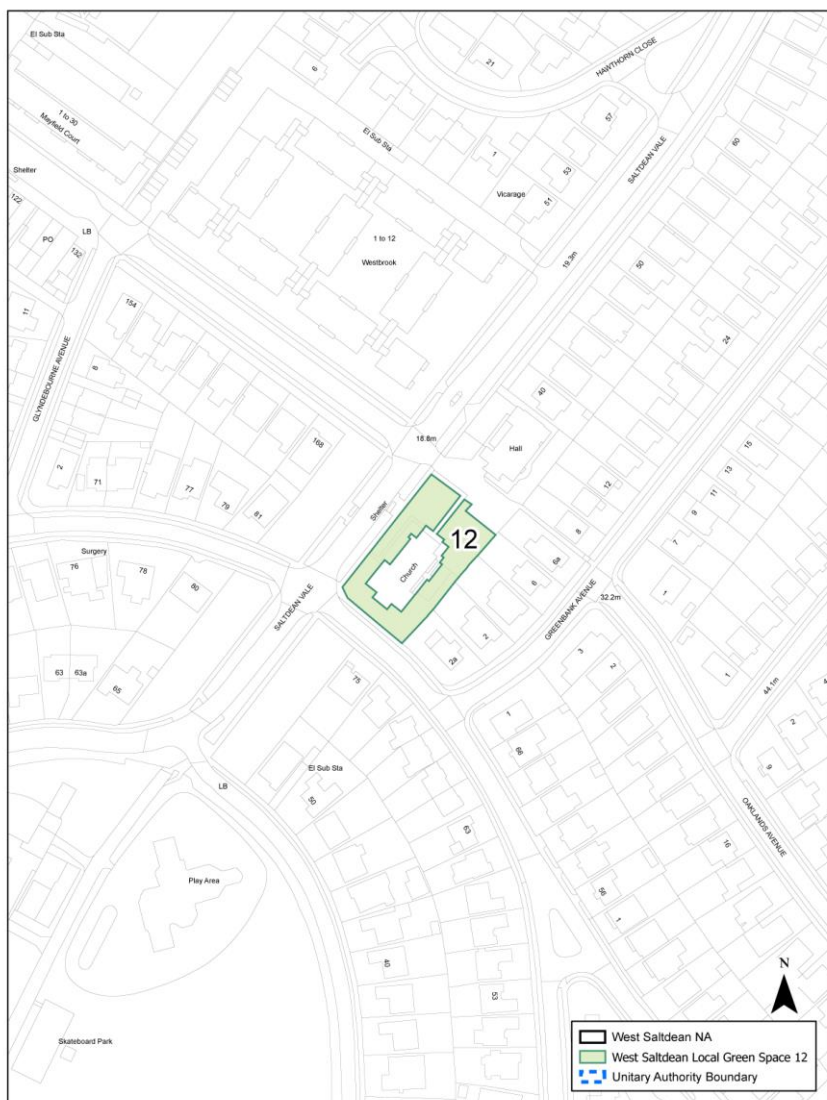 El Sub Sta
6
21
HAWTHORN CLOSE
57
1 to 30
Mayfield Court
El Sub Sta
1
53
SALTDEAN VALE
60
Shelter
Vicarage
51
122
LB
PO
132
1 to 12
Westbrook
19.3m
50
11
154
GLYNDEBOURNE AVENUE
8
24
40
168
18.8m
Hall
2
71
77
79
81
Shelter
12
15
13
11
9
12
8
7
Surgery
76
78
80
Church
6a
6
GREENBANK AVENUE
32.2m
1
SALTDEAN VALE
2
2a
63
63a
65
75
3
2
1
44.1m
2
4
1
66
9
El Sub Sta
50
LB
63
OAKLANDS AVENUE
16
Play Area
56
1
40
53
Skateboard Park
N
West Saltdean NA
West Saltdean Local Green Space 12
Unitary Authority Boundary